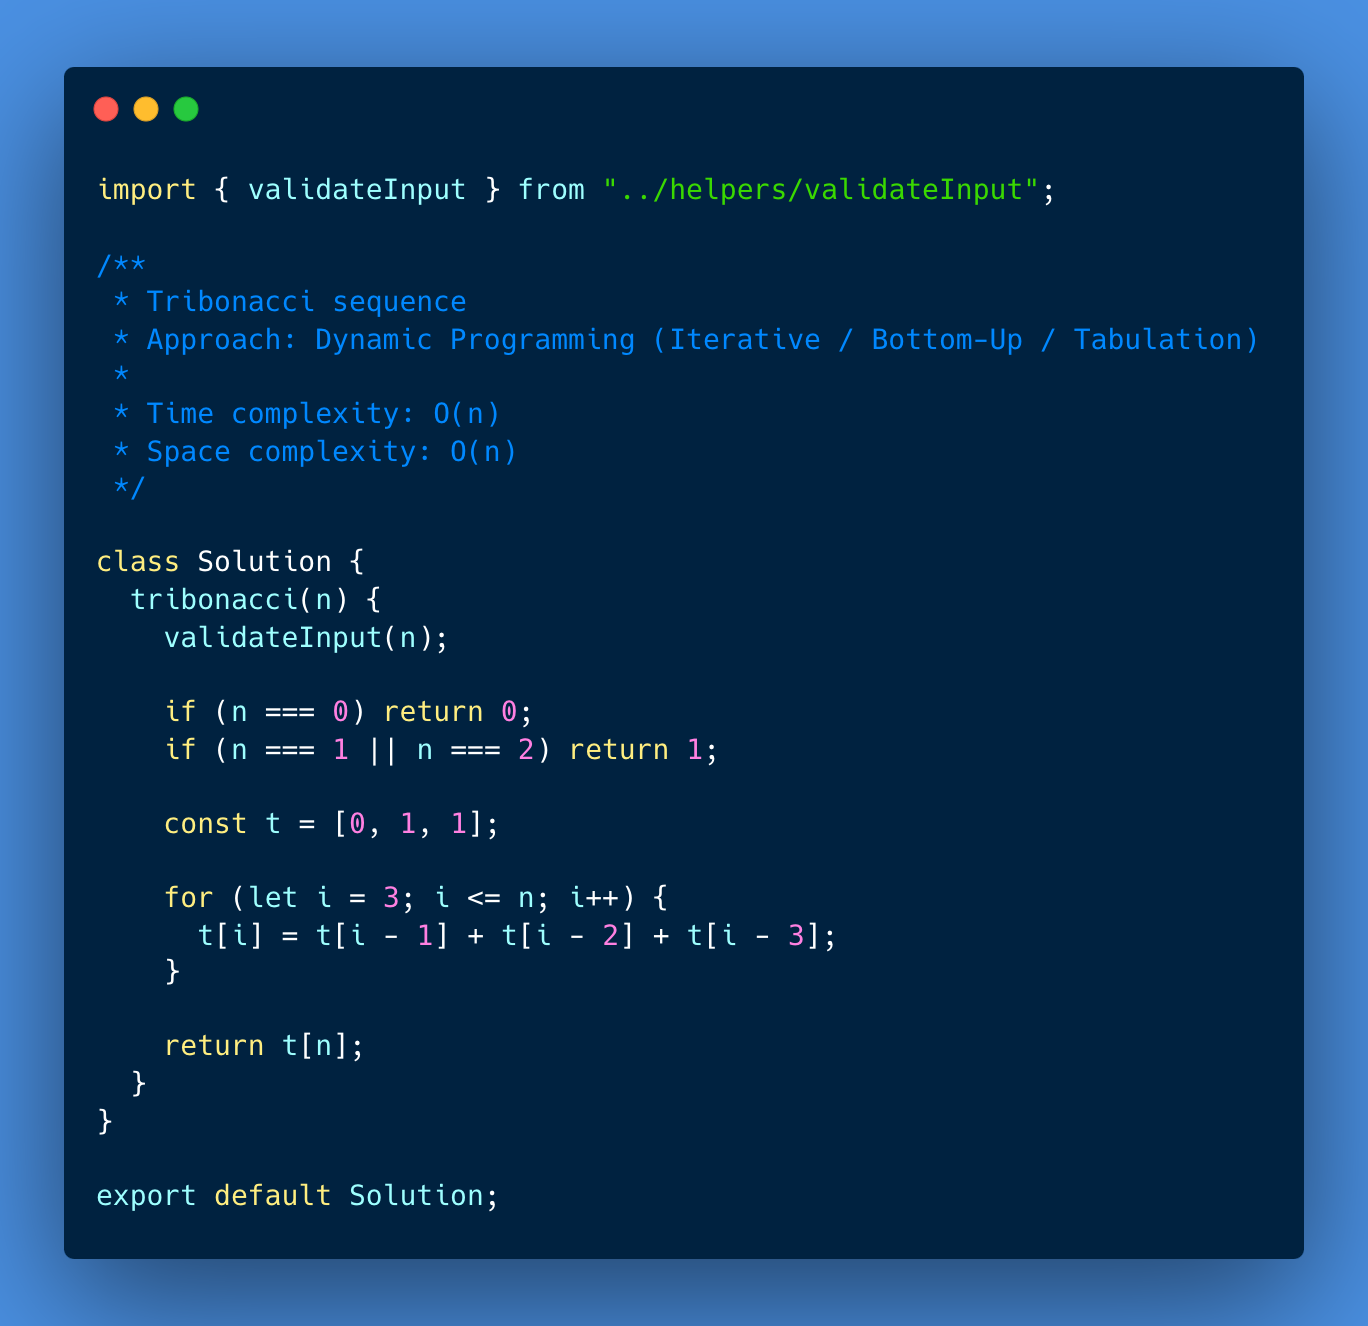 import { validateInput } from "../helpers/validateInput";

/**
 * Tribonacci sequence
 * Approach: Dynamic Programming (Iterative / Bottom-Up / Tabulation)
 *
 * Time complexity: O(n)
 * Space complexity: O(n)
 */

class Solution {
  tribonacci(n) {
    validateInput(n);

    if (n === 0) return 0;
    if (n === 1 || n === 2) return 1;

    const t = [0, 1, 1];

    for (let i = 3; i <= n; i++) {
      t[i] = t[i - 1] + t[i - 2] + t[i - 3];
    }

    return t[n];
  }
}

export default Solution;